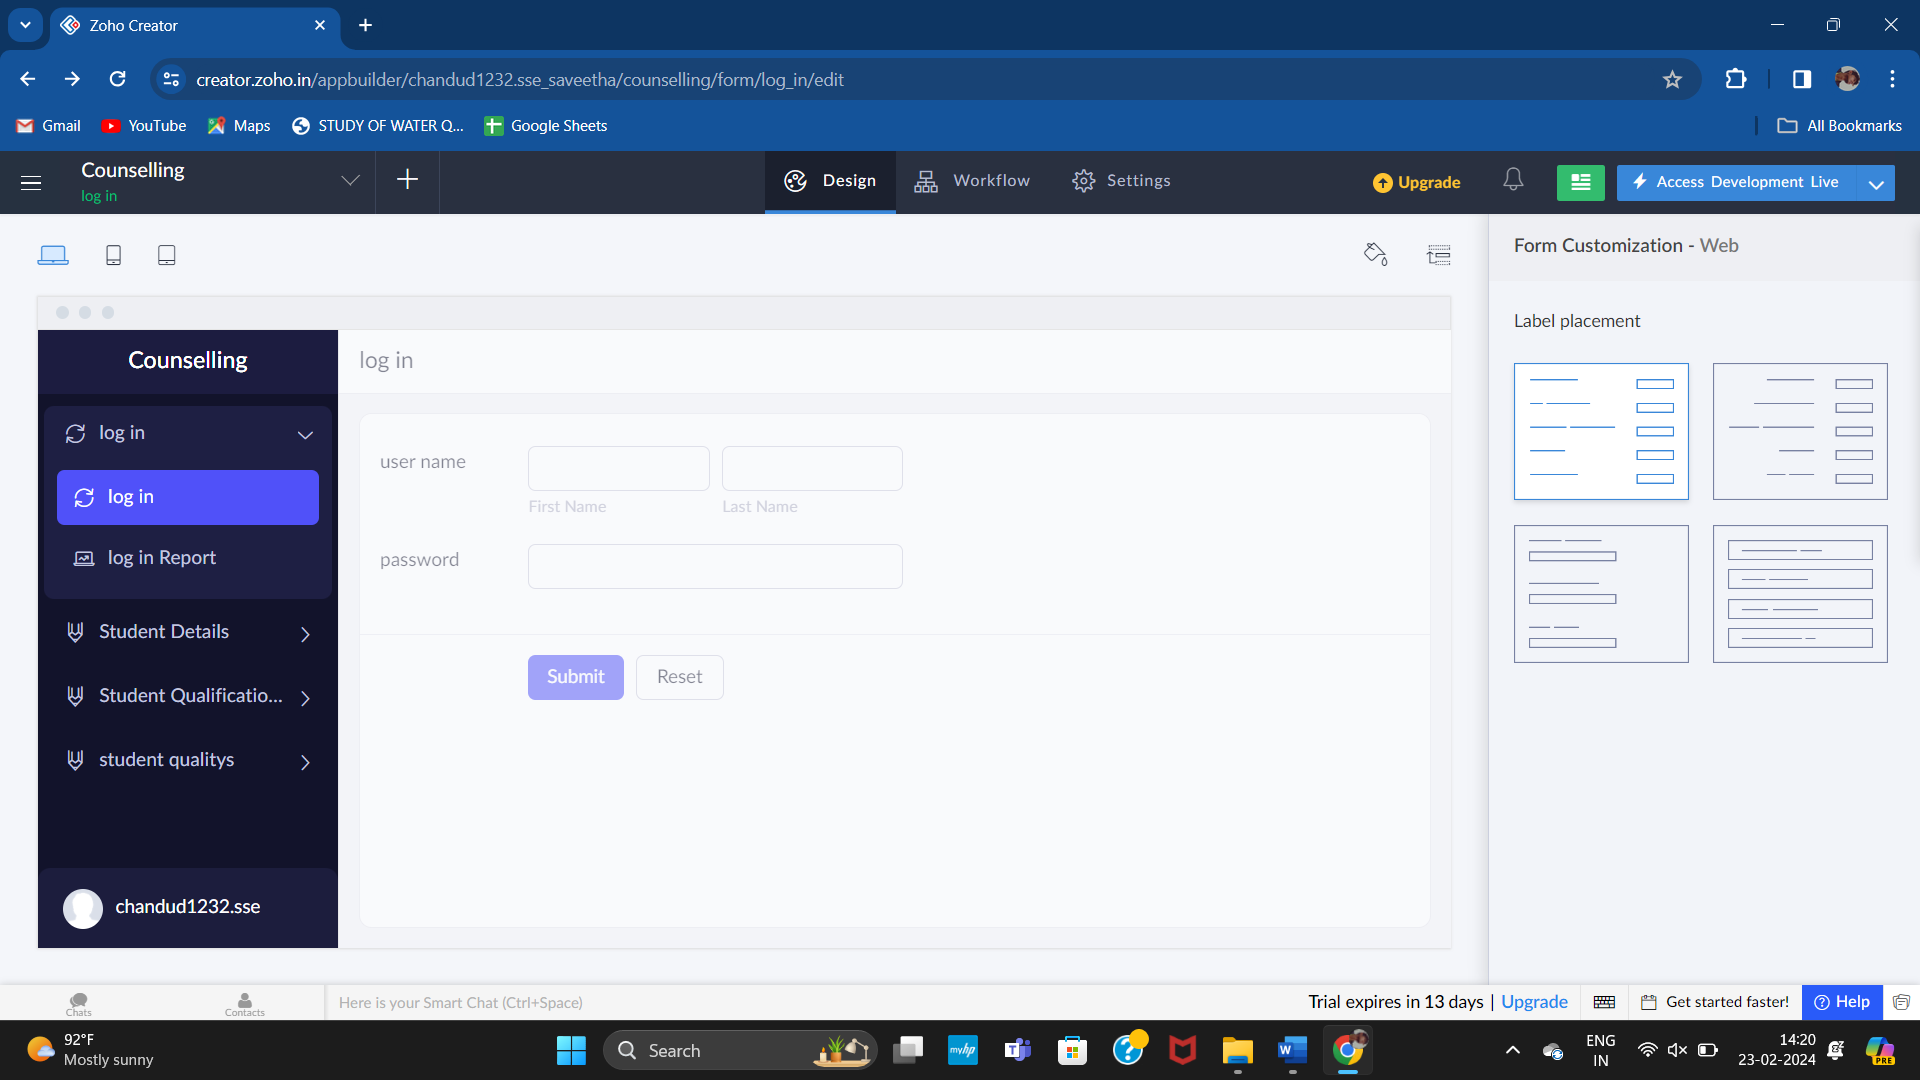 Zoho Creator
creator.zoho.in/appbuilder/chandud1232.sse_saveetha/counselling/form/log_in/edit
Gmail YouTube Maps STUDY OF WATER Q... Google Sheets All Bookmarks
Counselling
log in
Design Workflow Settings Upgrade Access Development Live
Form Customization - Web
Label placement
Counselling
log in
log in
log in
log in Report
Student Details
Student Qualificatio...
student qualitys
chandud1232.sse
user name
First Name Last Name
password
Submit Reset
Chats
Contacts
Here is your Smart Chat (Ctrl+Space)
Trial expires in 13 days | Upgrade
Get started faster!
Help
92°F
Mostly sunny
Search
myhp
T
W
PRE
ENG
IN
14:20
23-02-2024